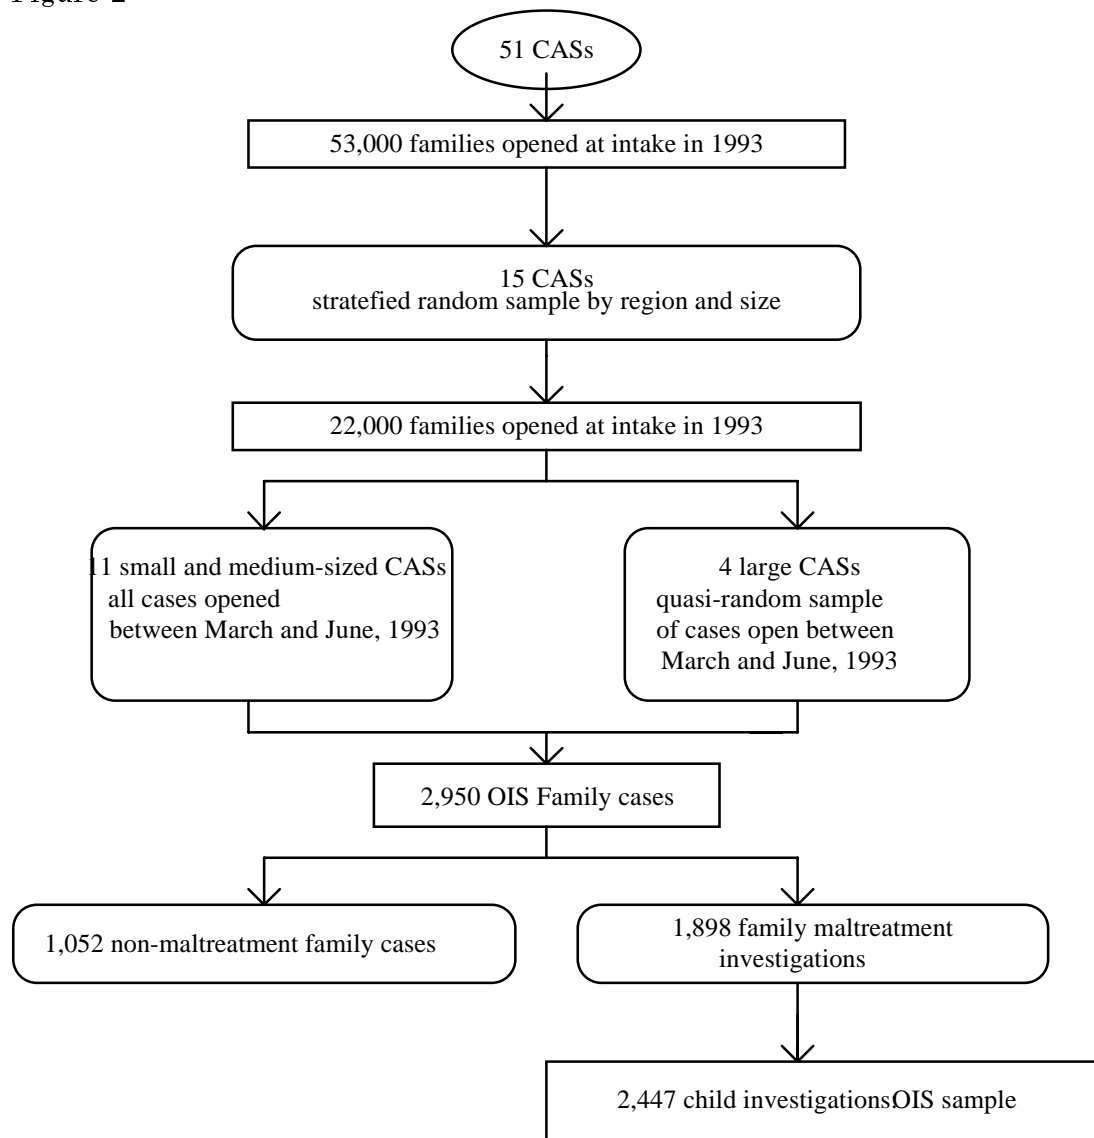 Figure 2
51 CASs
53,000 families opened at intake in 1993
15 CASs
stratefied random sample by region and size
22,000 families opened at intake in 1993
11 small and medium-sized CASs
all cases opened
between March and June, 1993
4 large CASs
quasi-random sample
of cases open between
March and June, 1993
2,950 OIS Family cases
1,052 non-maltreatment family cases
1,898 family maltreatment
investigations
2,447 child investigations:OIS sample